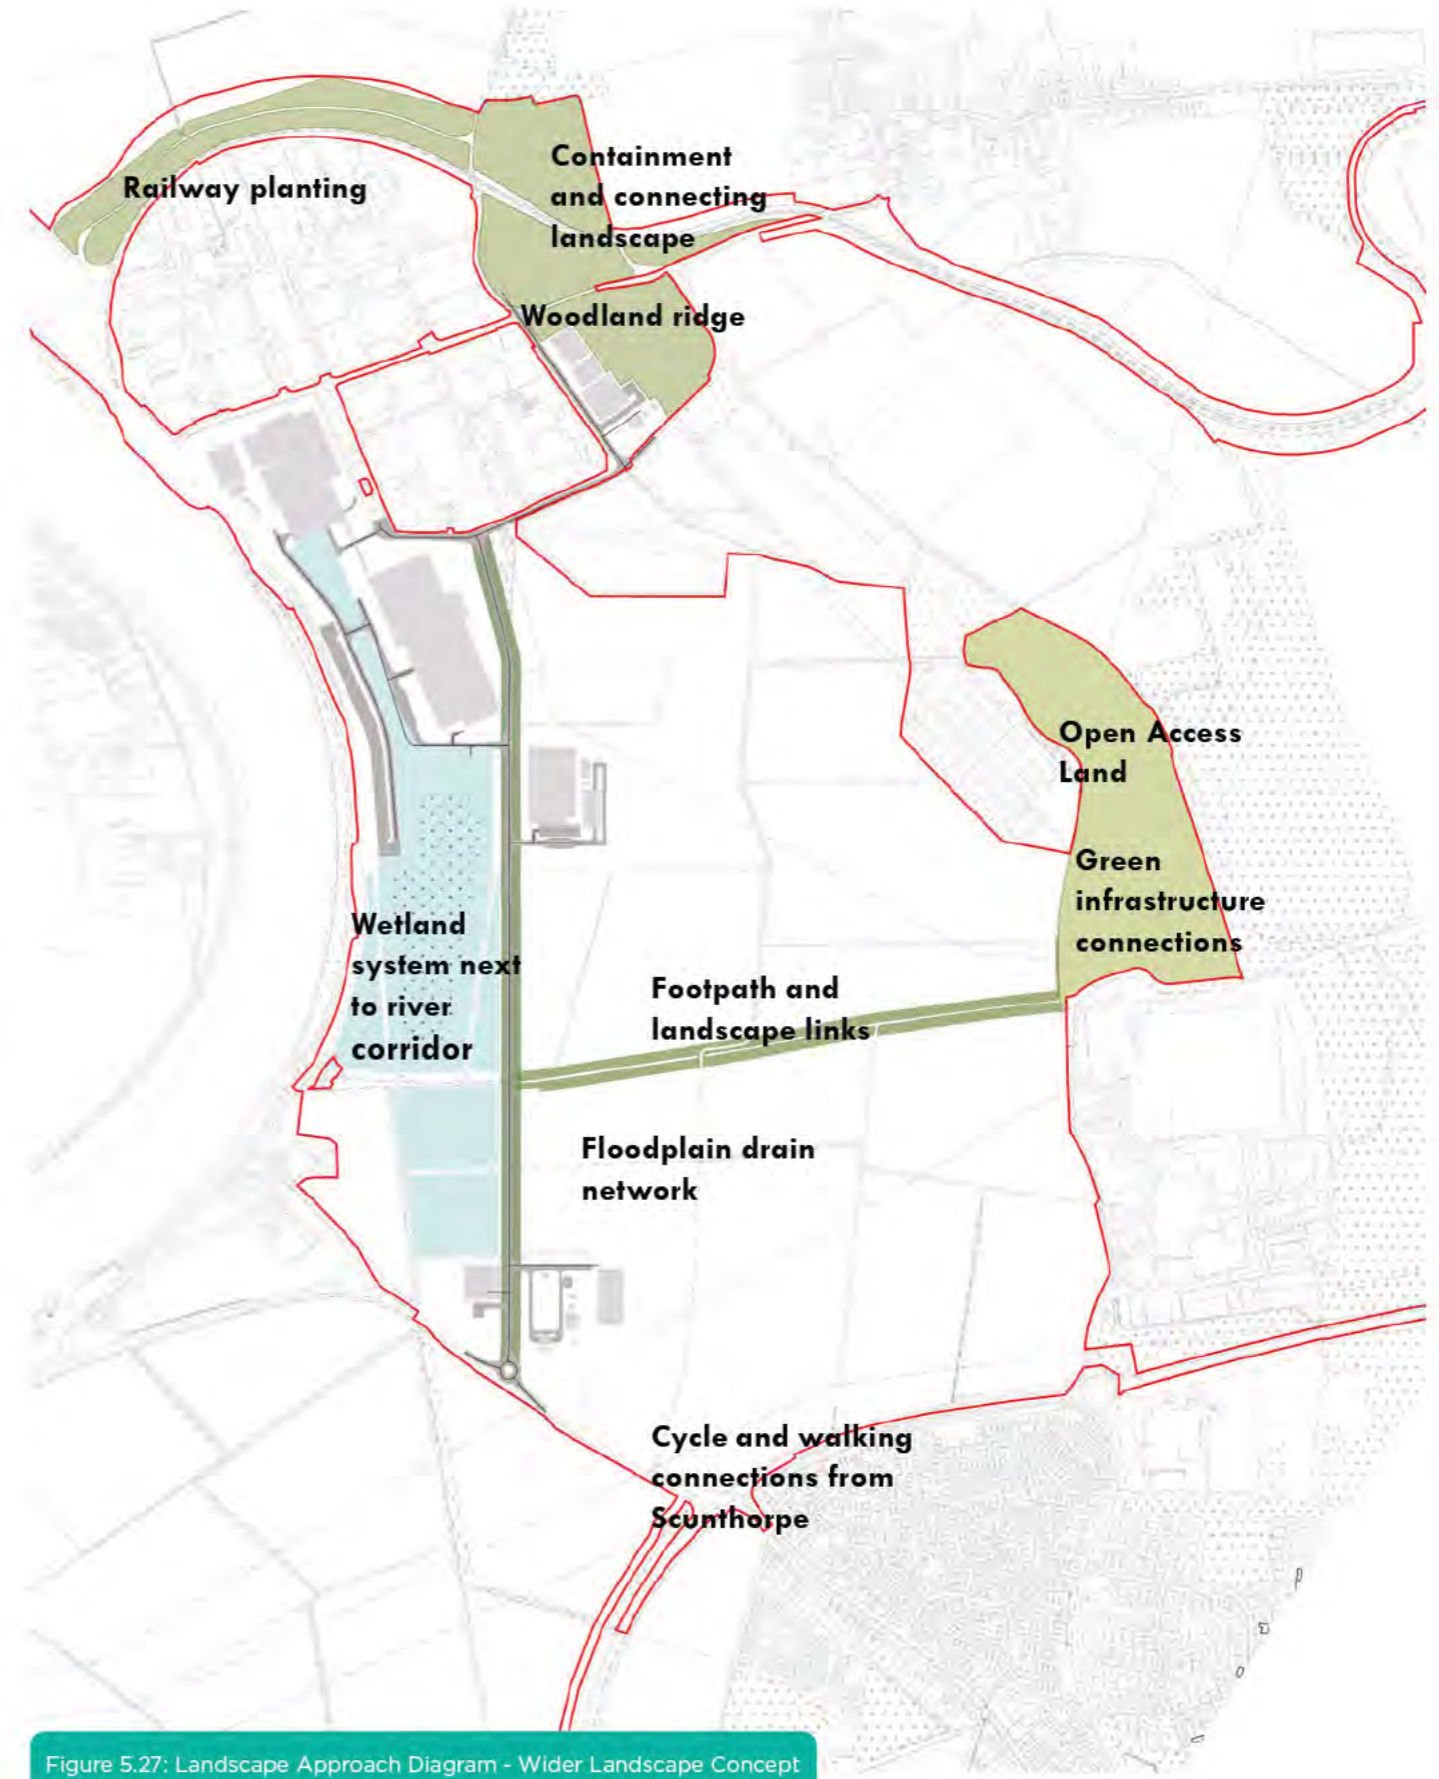 Containment
and connecting
landscape
Railway planting
Woodland ridge
Open Access
Land
Green
infrastructure
connections
Wetland
system next
to river
corridor
Footpath and
landscape links
Floodplain drain
network
Cycle and walking
connections from
Scunthorpe
Figure 5.27: Landscape Approach Diagram - Wider Landscape Concept